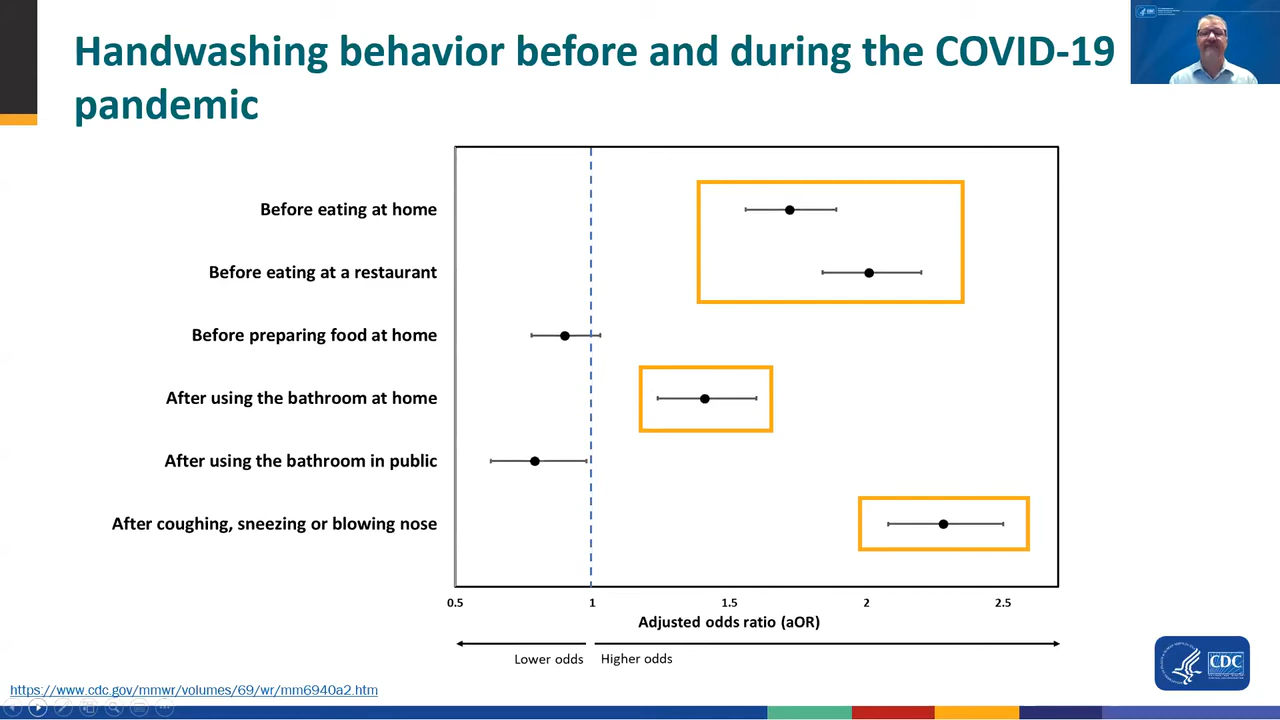 Handwashing behavior before and during the COVID-19
pandemic
Before eating at home
Before eating at a restaurant
Before preparing food at home
After using the bathroom at home
After using the bathroom in public
After coughing, sneezing or blowing nose
0.5 1 1.5 2 2.5
Adjusted odds ratio (aOR)
Lower odds Higher odds
https://www.cdc.gov/mmwr/volumes/69/wr/mm6940a2.htm
CDC